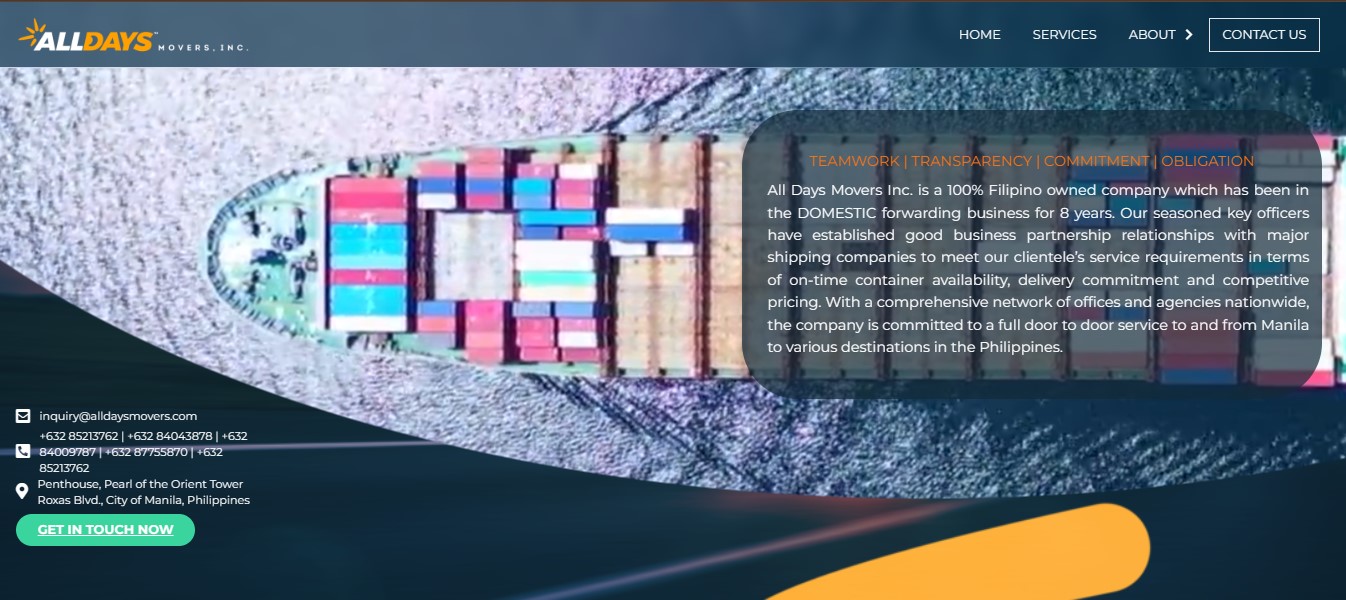 ALLDAYS™ MOVERS, INC.
HOME SERVICES ABOUT CONTACT US
TEAMWORK | TRANSPARENCY | COMMITMENT | OBLIGATION
All Days Movers Inc. is a 100% Filipino owned company which has been in
the DOMESTIC forwarding business for 8 years. Our seasoned key officers
have established good business partnership relationships with major
shipping companies to meet our clientele’s service requirements in terms
of on-time container availability, delivery commitment and competitive
pricing. With a comprehensive network of offices and agencies nationwide,
the company is committed to a full door to door service to and from Manila
to various destinations in the Philippines.
inquiry@alldaysmovers.com
+632 85213762 | +632 84043878 | +632
84009787 | +632 87755870 | +632
85213762
Penthouse, Pearl of the Orient Tower
Roxas Blvd., City of Manila, Philippines
GET IN TOUCH NOW